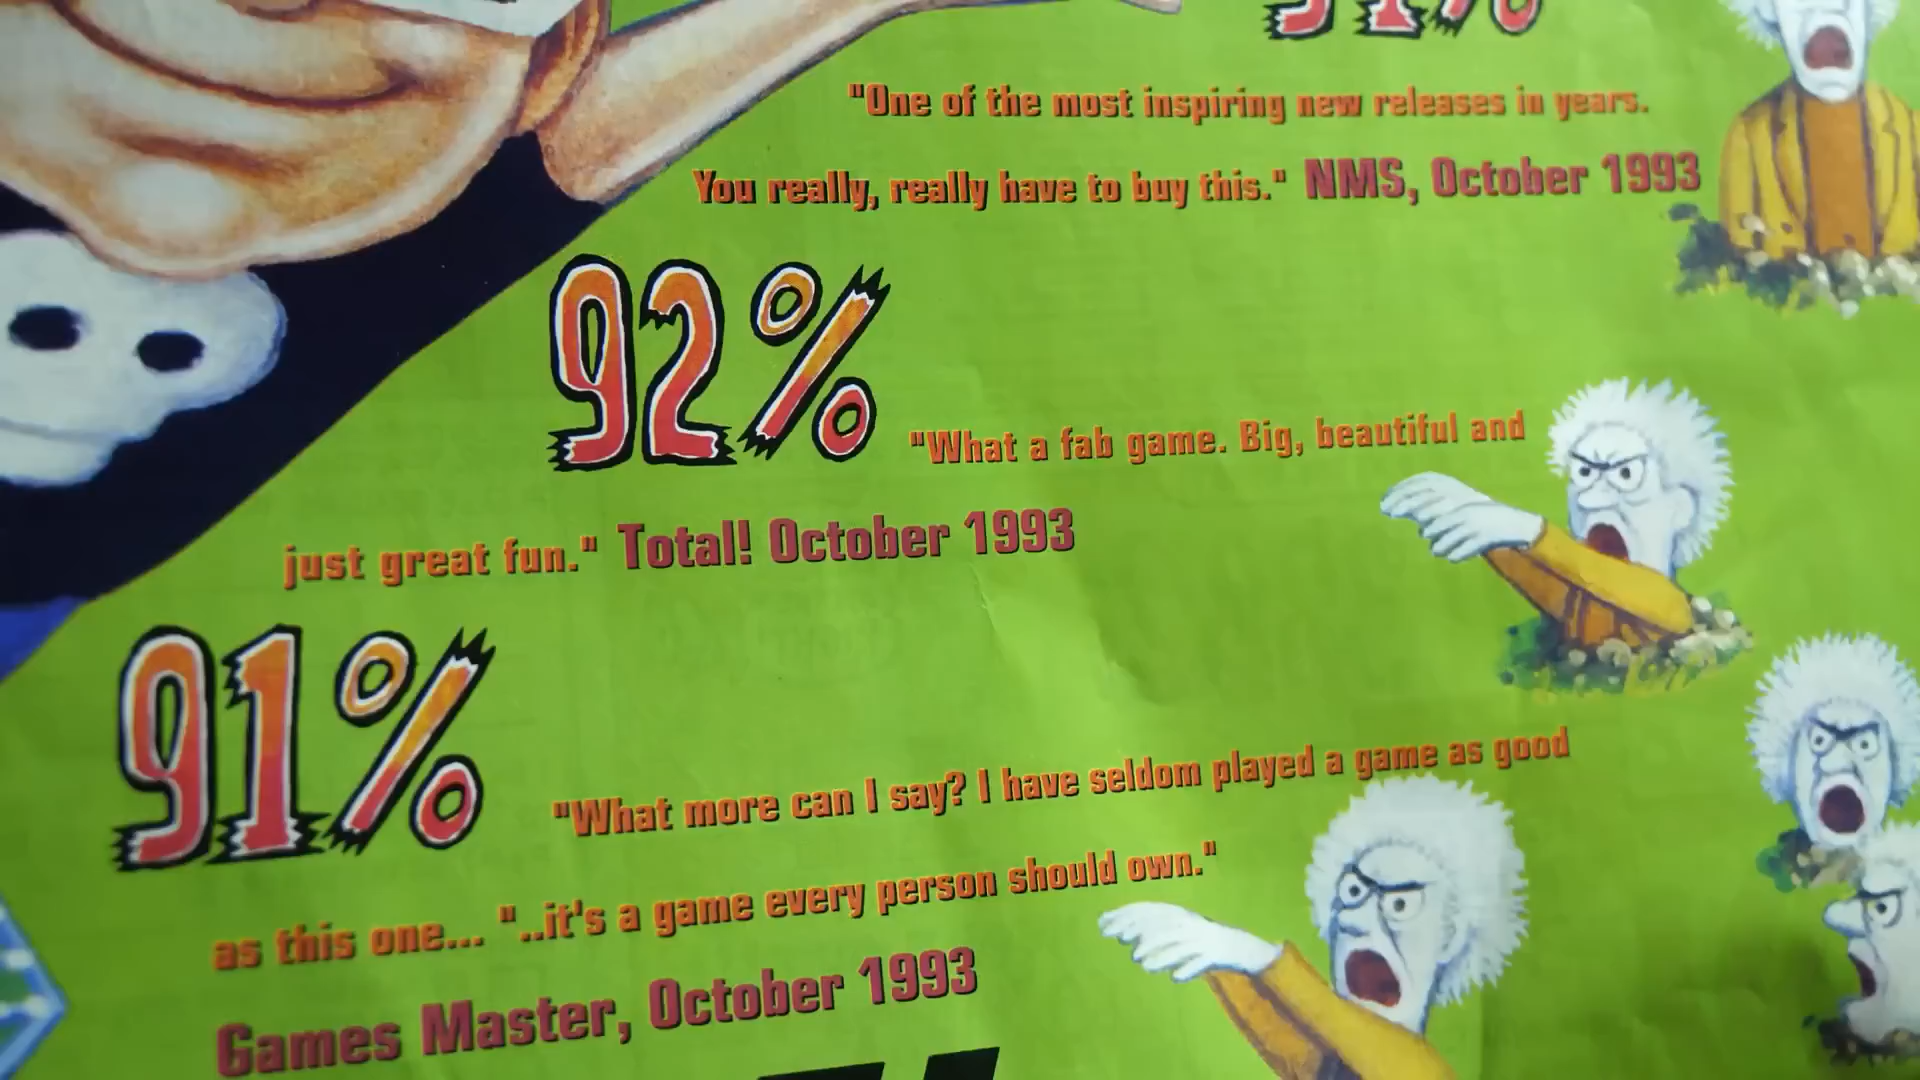 "One of the most inspiring new releases in years.
You really, really have to buy this." NMS, October 1993
92%
"What a fab game. Big, beautiful and
just great fun." Total! October 1993
91%
"What more can I say? I have seldom played a game as good
as this one... "..it's a game every person should own."
Games Master, October 1993